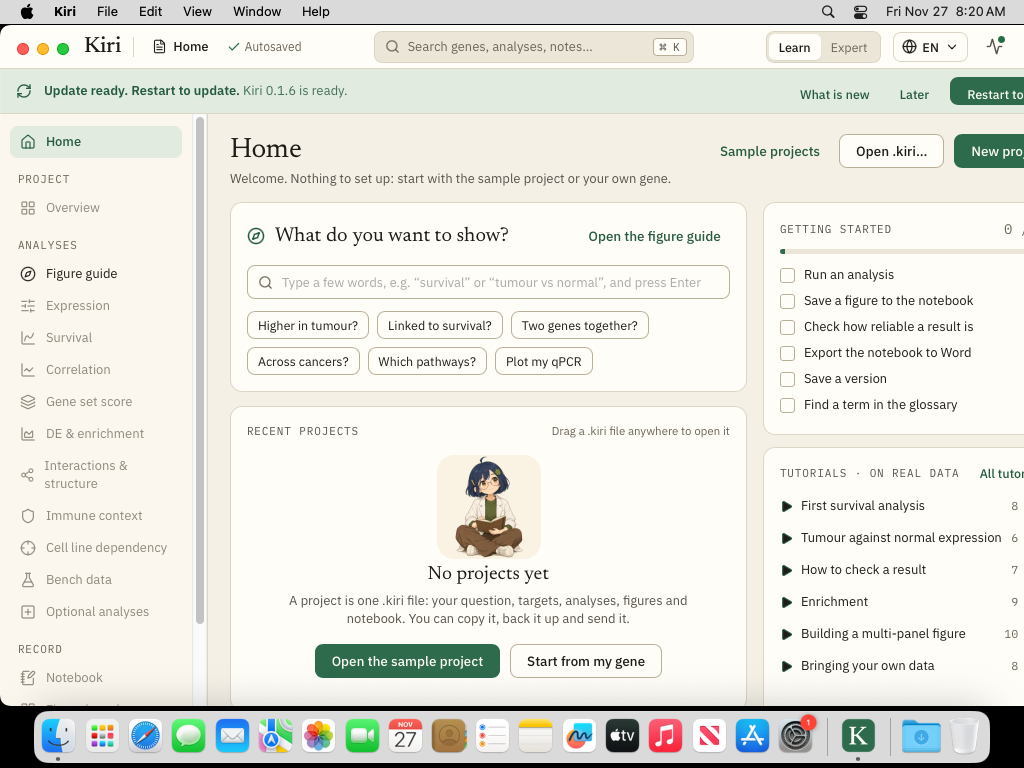 Kiri File Edit View Window Help Fri Nov 27 8:20 AM
Kiri Home Autosaved Search genes, analyses, notes... ⌘ K Learn Expert EN
Update ready. Restart to update. Kiri 0.1.6 is ready. What is new Later Restart to
Home
PROJECT
Overview
ANALYSES
Figure guide
Expression
Survival
Correlation
Gene set score
DE & enrichment
Interactions &
structure
Immune context
Cell line dependency
Bench data
Optional analyses
RECORD
Notebook
Home
Sample projects Open .kiri... New proj
Welcome. Nothing to set up: start with the sample project or your own gene.
What do you want to show? Open the figure guide
Type a few words, e.g. “survival” or “tumour vs normal”, and press Enter
Higher in tumour? Linked to survival? Two genes together?
Across cancers? Which pathways? Plot my qPCR
RECENT PROJECTS Drag a .kiri file anywhere to open it
No projects yet
A project is one .kiri file: your question, targets, analyses, figures and
notebook. You can copy it, back it up and send it.
Open the sample project Start from my gene
GETTING STARTED 0 /
Run an analysis
Save a figure to the notebook
Check how reliable a result is
Export the notebook to Word
Save a version
Find a term in the glossary
TUTORIALS · ON REAL DATA All tutor
First survival analysis 8
Tumour against normal expression 6
How to check a result 7
Enrichment 9
Building a multi-panel figure 10
Bringing your own data 8
NOV
27
tv
1
K